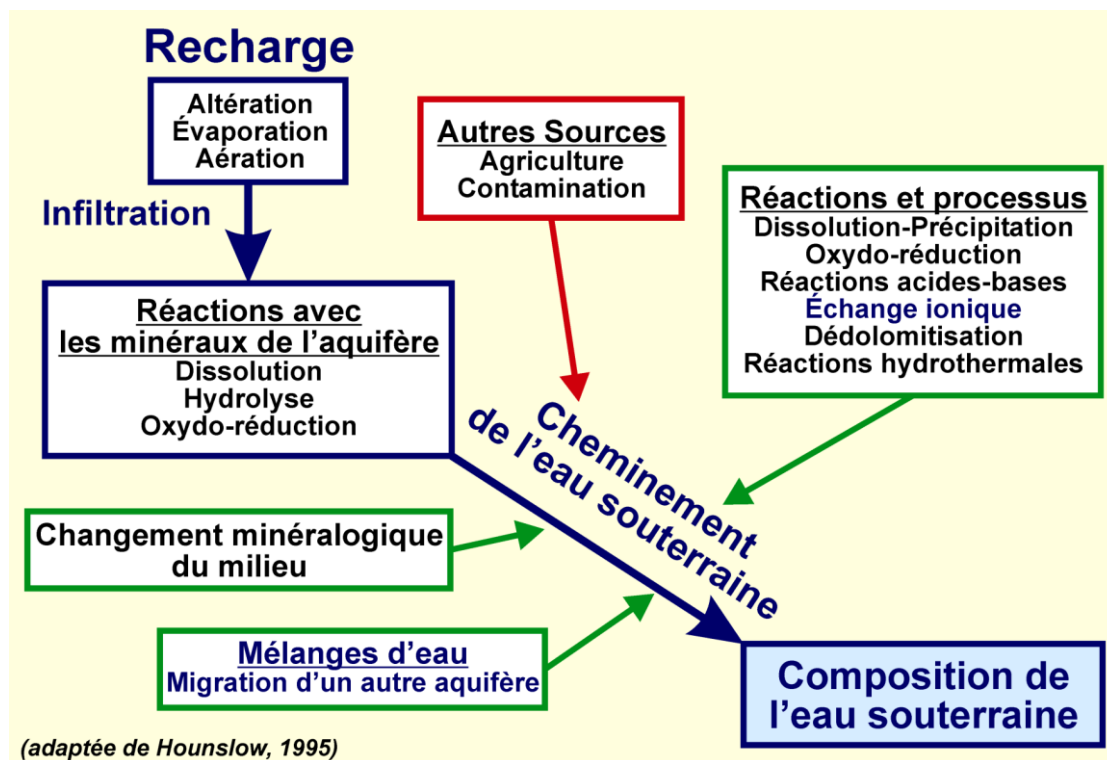 Recharge
Altération
Évaporation
Aération
Infiltration
Autres Sources
Agriculture
Contamination
Réactions et processus
Dissolution-Précipitation
Oxydo-réduction
Réactions acides-bases
Échange ionique
Dédolomitisation
Réactions hydrothermales
Réactions avec
les minéraux de l'aquifère
Dissolution
Hydrolyse
Oxydo-réduction
Cheminement
de l'eau souterraine
Changement minéralogique
du milieu
Mélanges d'eau
Migration d'un autre aquifère
Composition de
l'eau souterraine
(adaptée de Hounslow, 1995)